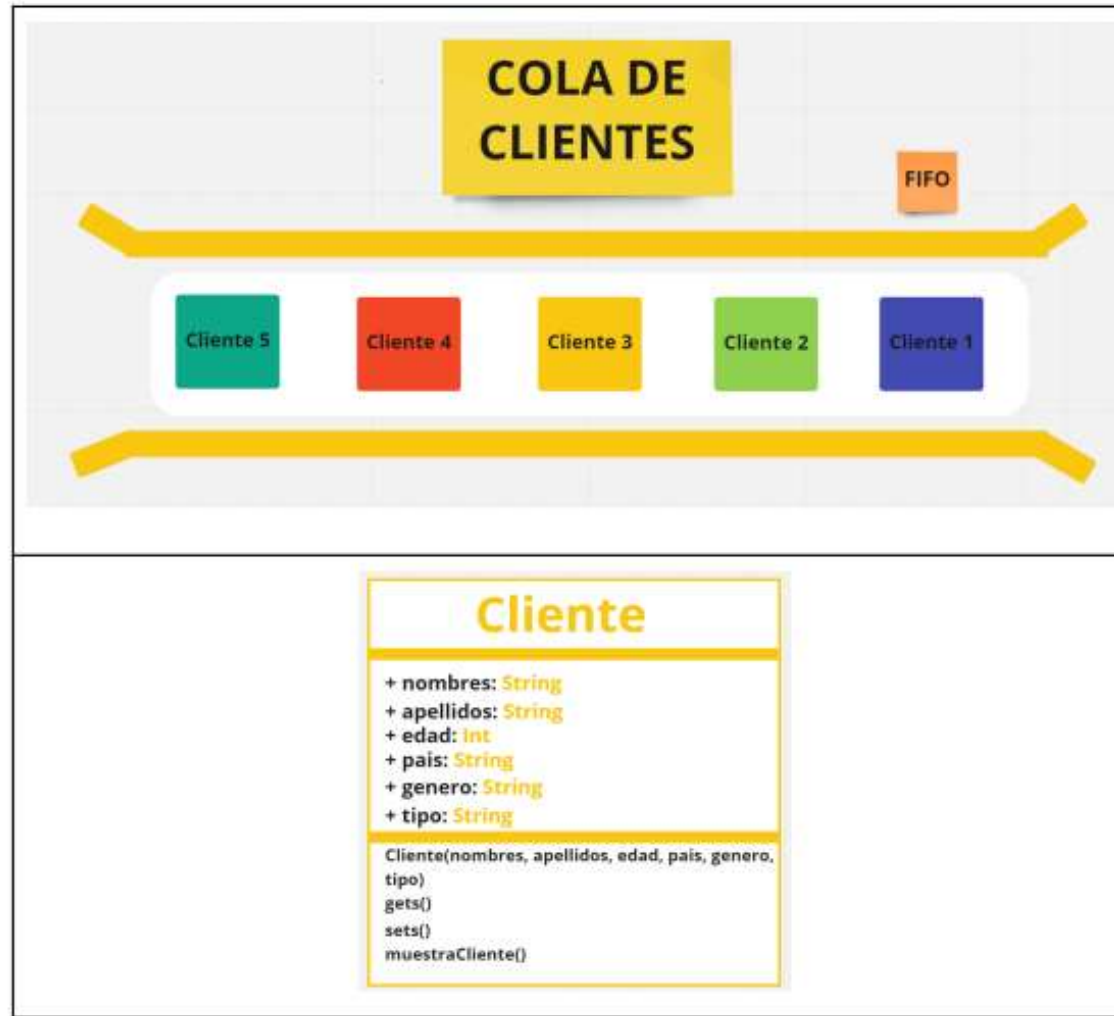 COLA DE
CLIENTES
FIFO
Cliente 5
Cliente 4
Cliente 3
Cliente 2
Cliente 1
Cliente
+ nombres: String
+ apellidos: String
+ edad: Int
+ pais: String
+ genero: String
+ tipo: String
Cliente(nombres, apellidos, edad, pais, genero,
tipo)
gets()
sets()
muestraCliente()